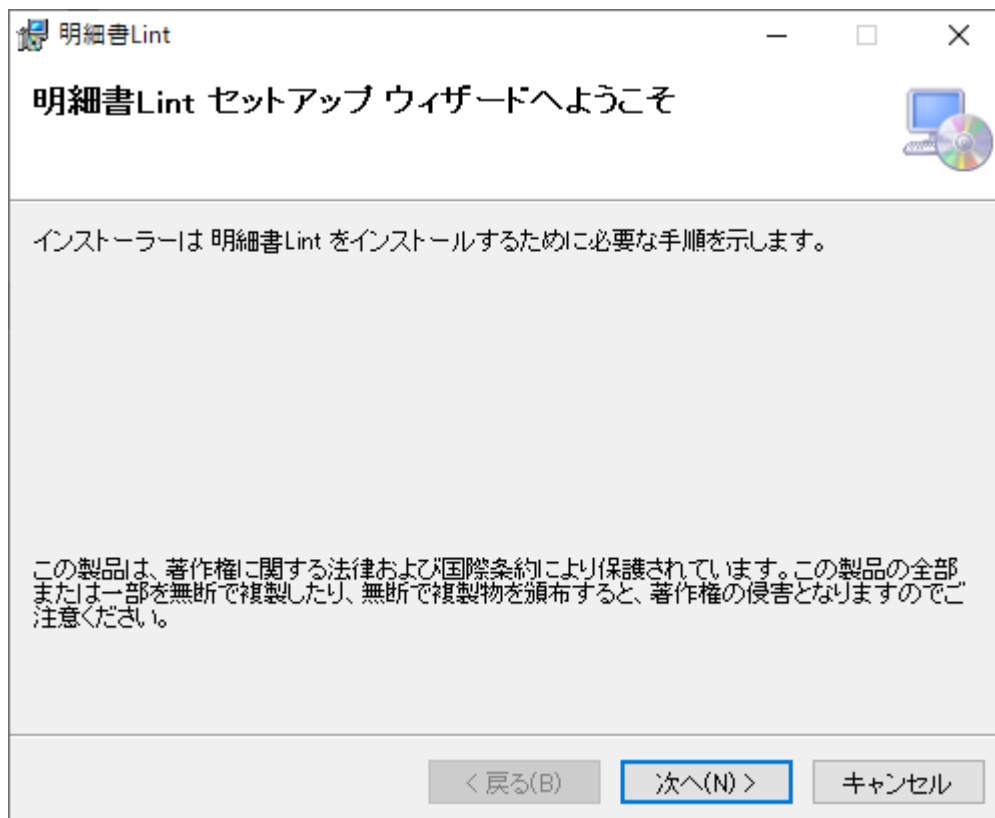 明細書Lint
明細書Lint セットアップ ウィザードへようこそ
インストーラーは 明細書Lint をインストールするために必要な手順を示します。
この製品は、著作権に関する法律および国際条約により保護されています。この製品の全部
または一部を無断で複製したり、無断で複製物を頒布すると、著作権の侵害となりますのでご
注意ください。
< 戻る(B)
次へ(N) >
キャンセル